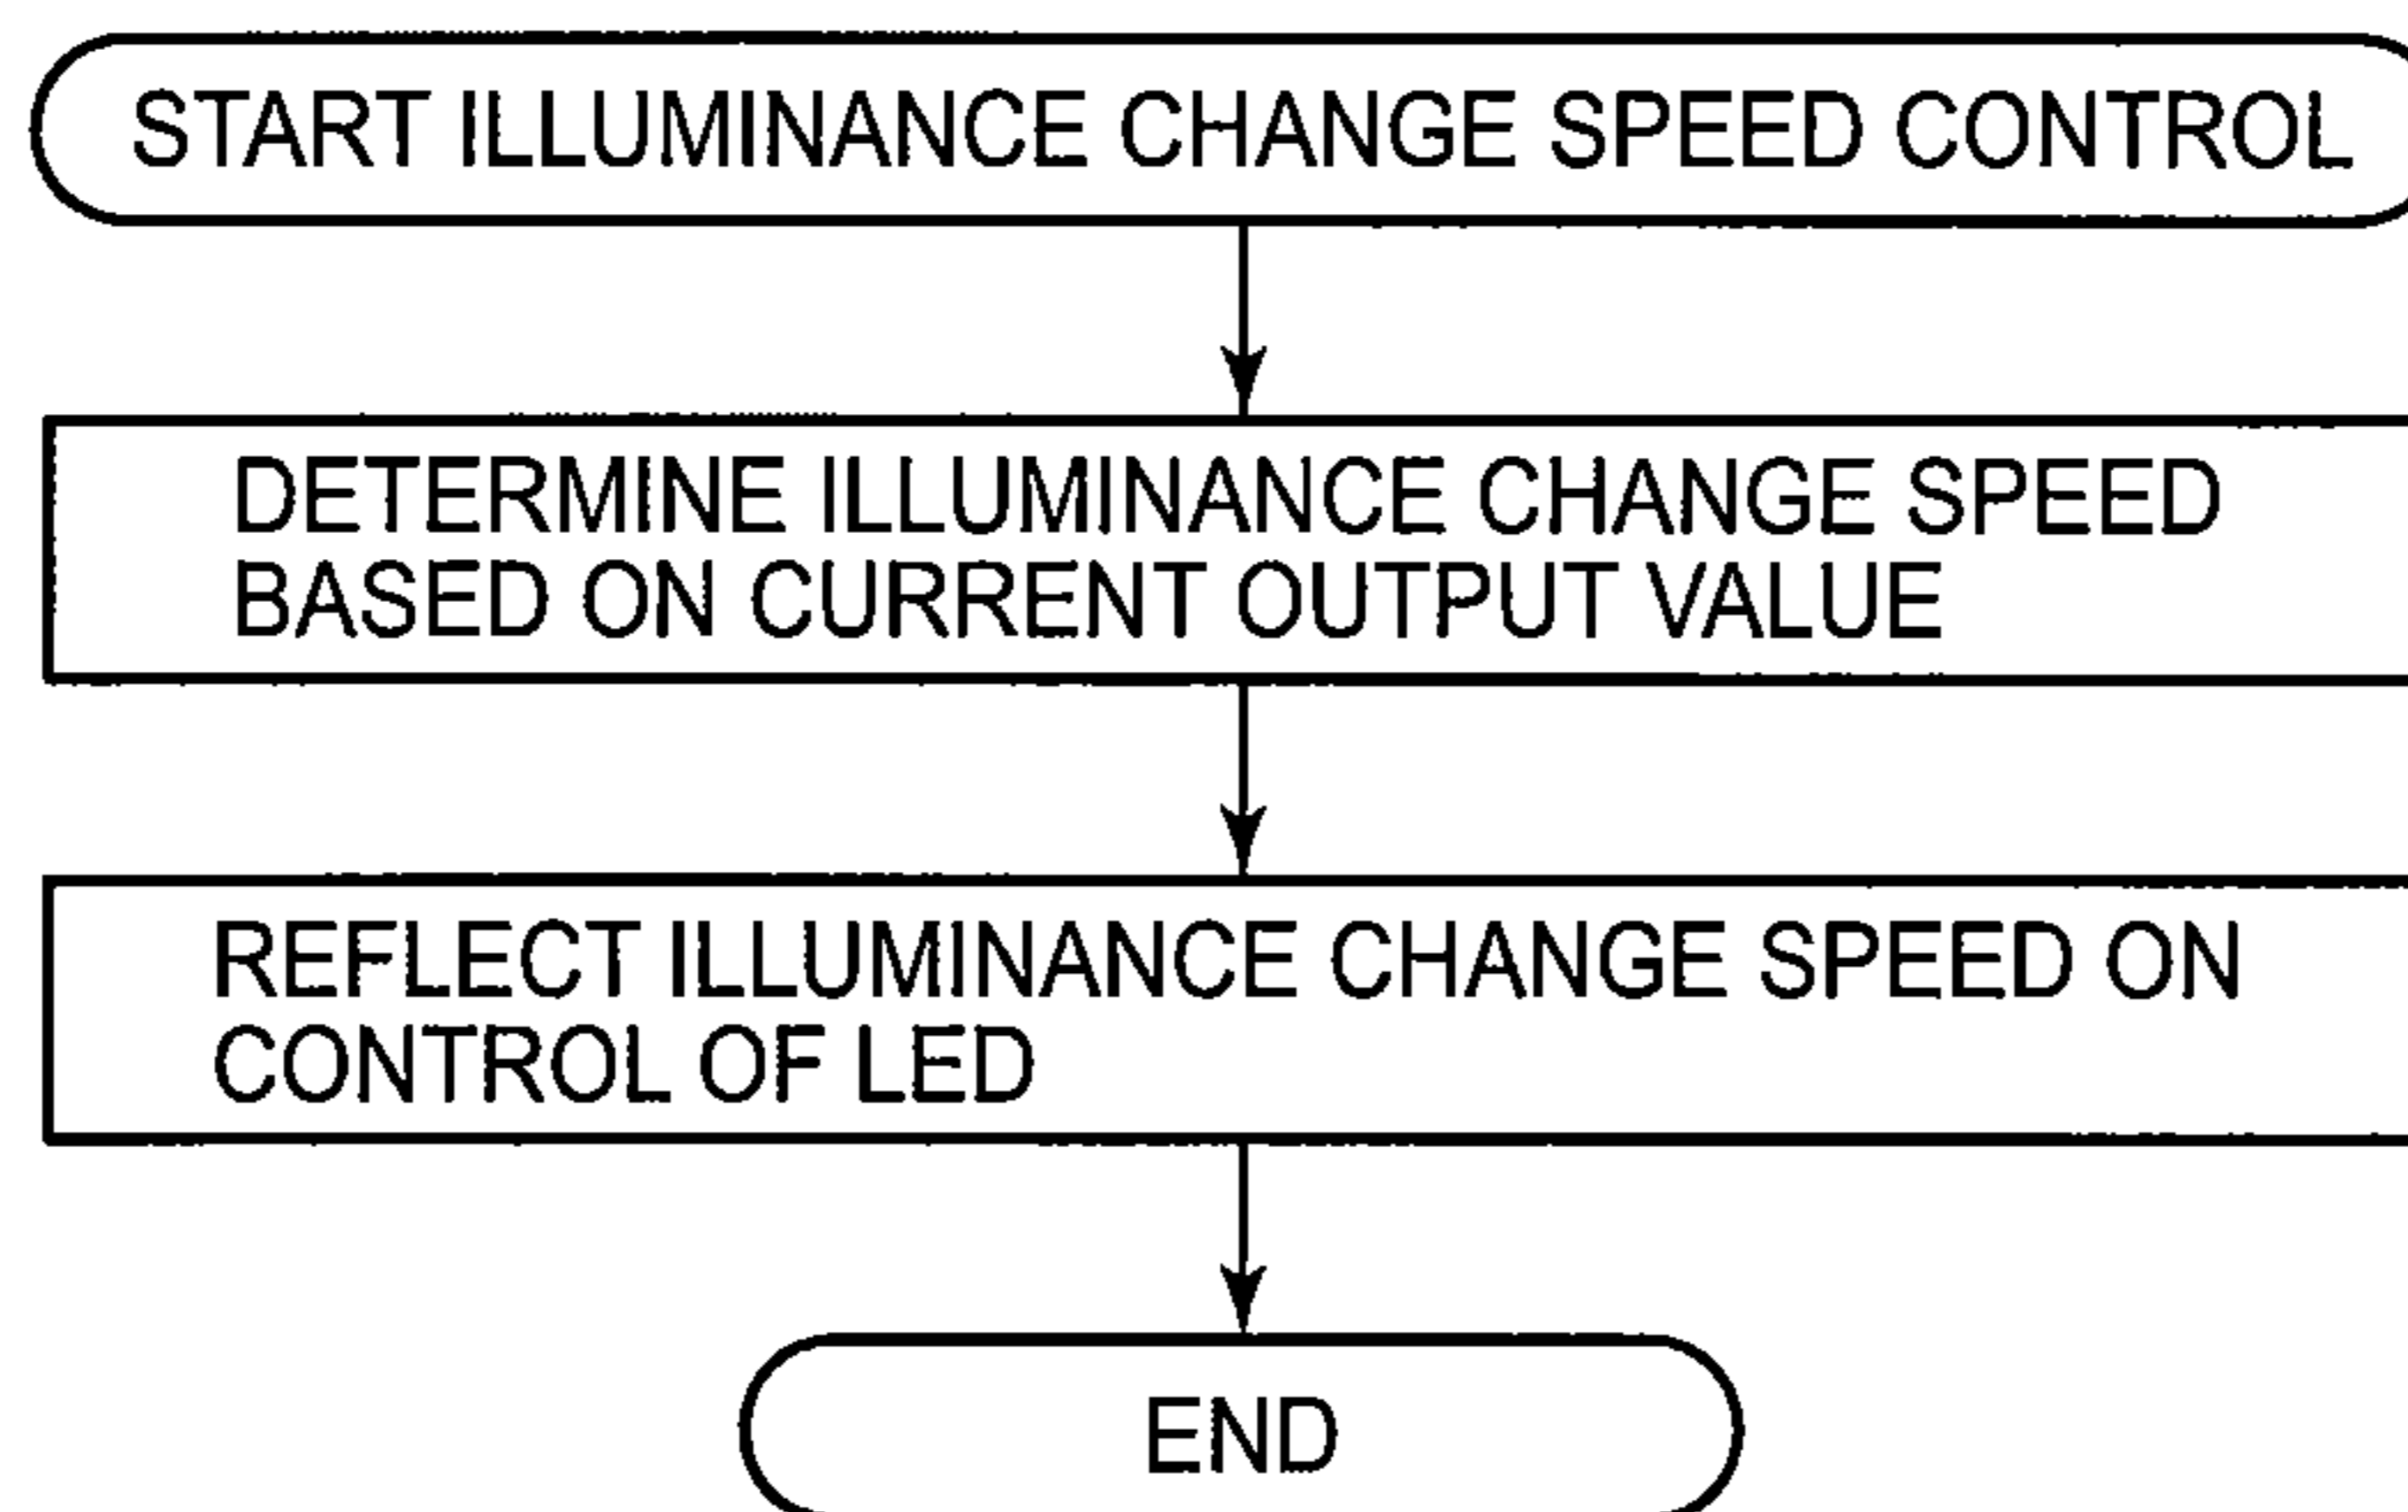 START ILLUMINANCE CHANGE SPEED CONTROL
DETERMINE ILLUMINANCE CHANGE SPEED
BASED ON CURRENT OUTPUT VALUE
REFLECT ILLUMINANCE CHANGE SPEED ON
CONTROL OF LED
END